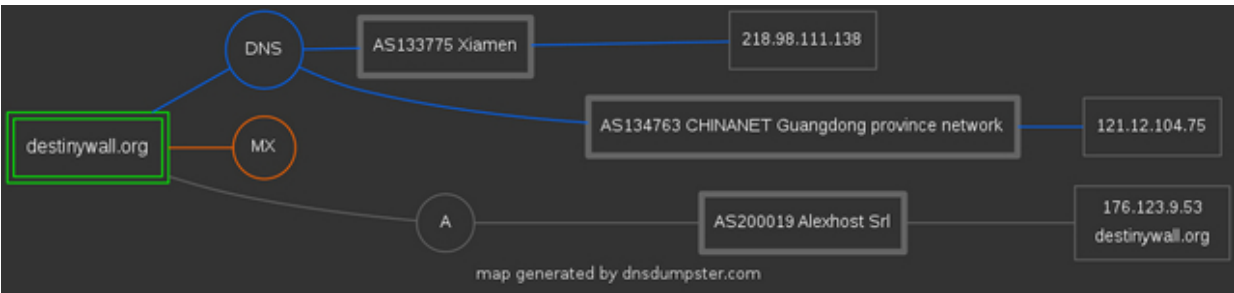 DNS
AS133775 Xiamen
218.98.111.138
AS134763 CHINANET Guangdong province network
121.12.104.75
destinywall.org
MX
A
AS200019 Alexhost Srl
176.123.9.53
destinywall.org
map generated by dnsdumpster.com